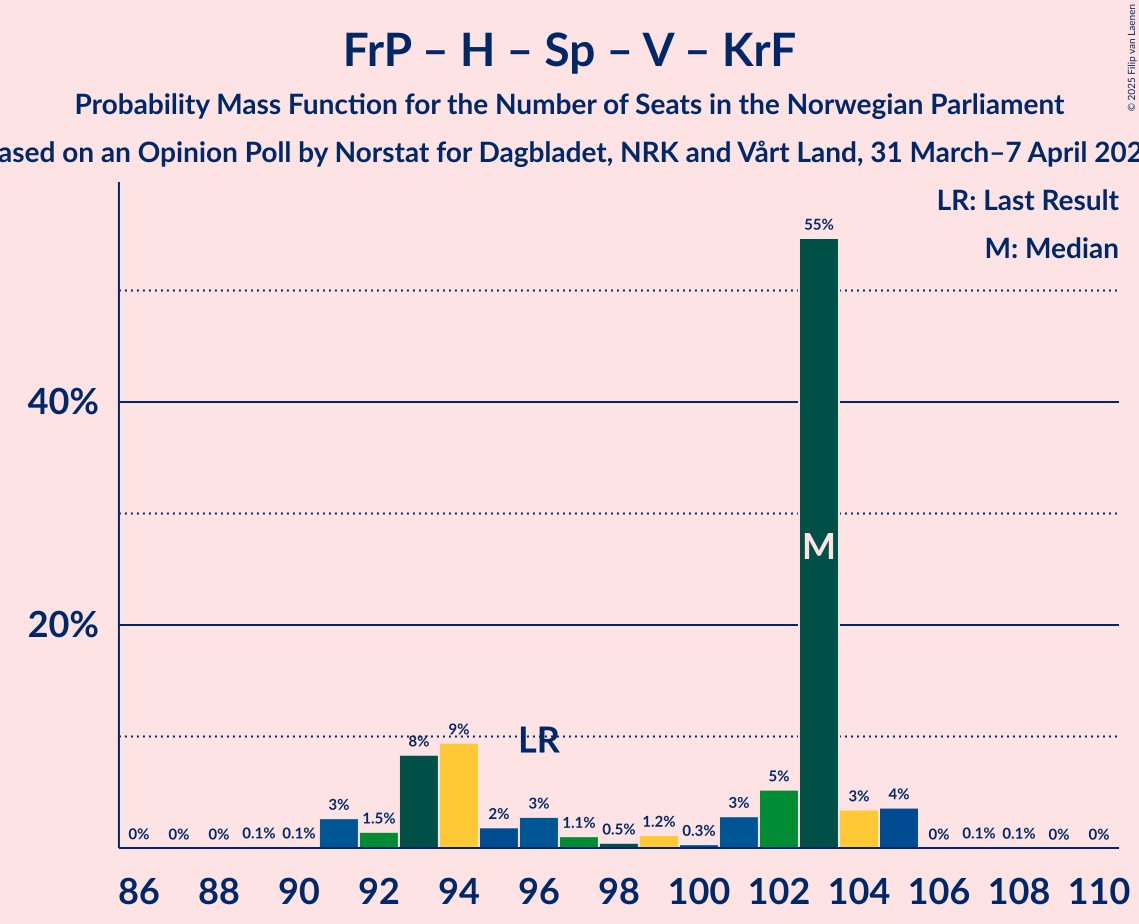 FrP – H – Sp – V – KrF
Probability Mass Function for the Number of Seats in the Norwegian Parliament
ased on an Opinion Poll by Norstat for Dagbladet, NRK and Vårt Land, 31 March–7 April 202
© 2025 Filip van Laenen
LR: Last Result
M: Median
55%
40%
M
20%
LR
0% 0% 0% 0.1% 0.1% 3% 1.5% 8% 9% 2% 3% 1.1% 0.5% 1.2% 0.3% 3% 5% 3% 4% 0% 0.1% 0.1% 0% 0%
86 88 90 92 94 96 98 100 102 104 106 108 110